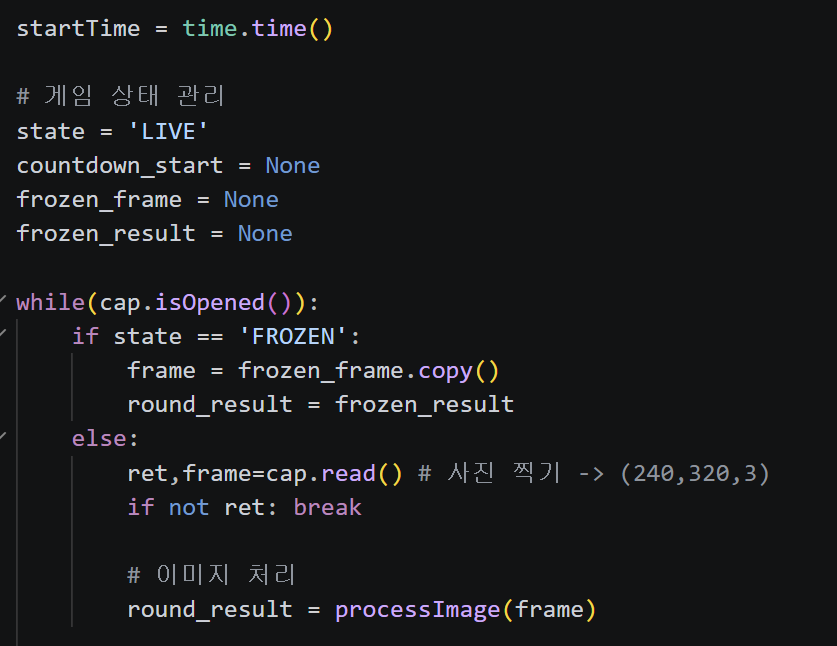 startTime = time.time()
# 게임 상태 관리
state = 'LIVE'
countdown_start = None
frozen_frame = None
frozen_result = None
while(cap.isOpened()):
if state == 'FROZEN':
frame = frozen_frame.copy()
round_result = frozen_result
else:
ret,frame=cap.read() # 사진 찍기 -> (240,320,3)
if not ret: break
# 이미지 처리
round_result = processImage(frame)